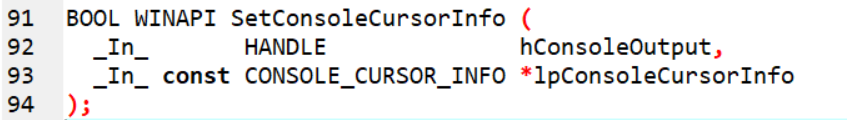 91 BOOL WINAPI SetConsoleCursorInfo (
92   _In_       HANDLE              hConsoleOutput,
93   _In_ const CONSOLE_CURSOR_INFO *lpConsoleCursorInfo
94 );